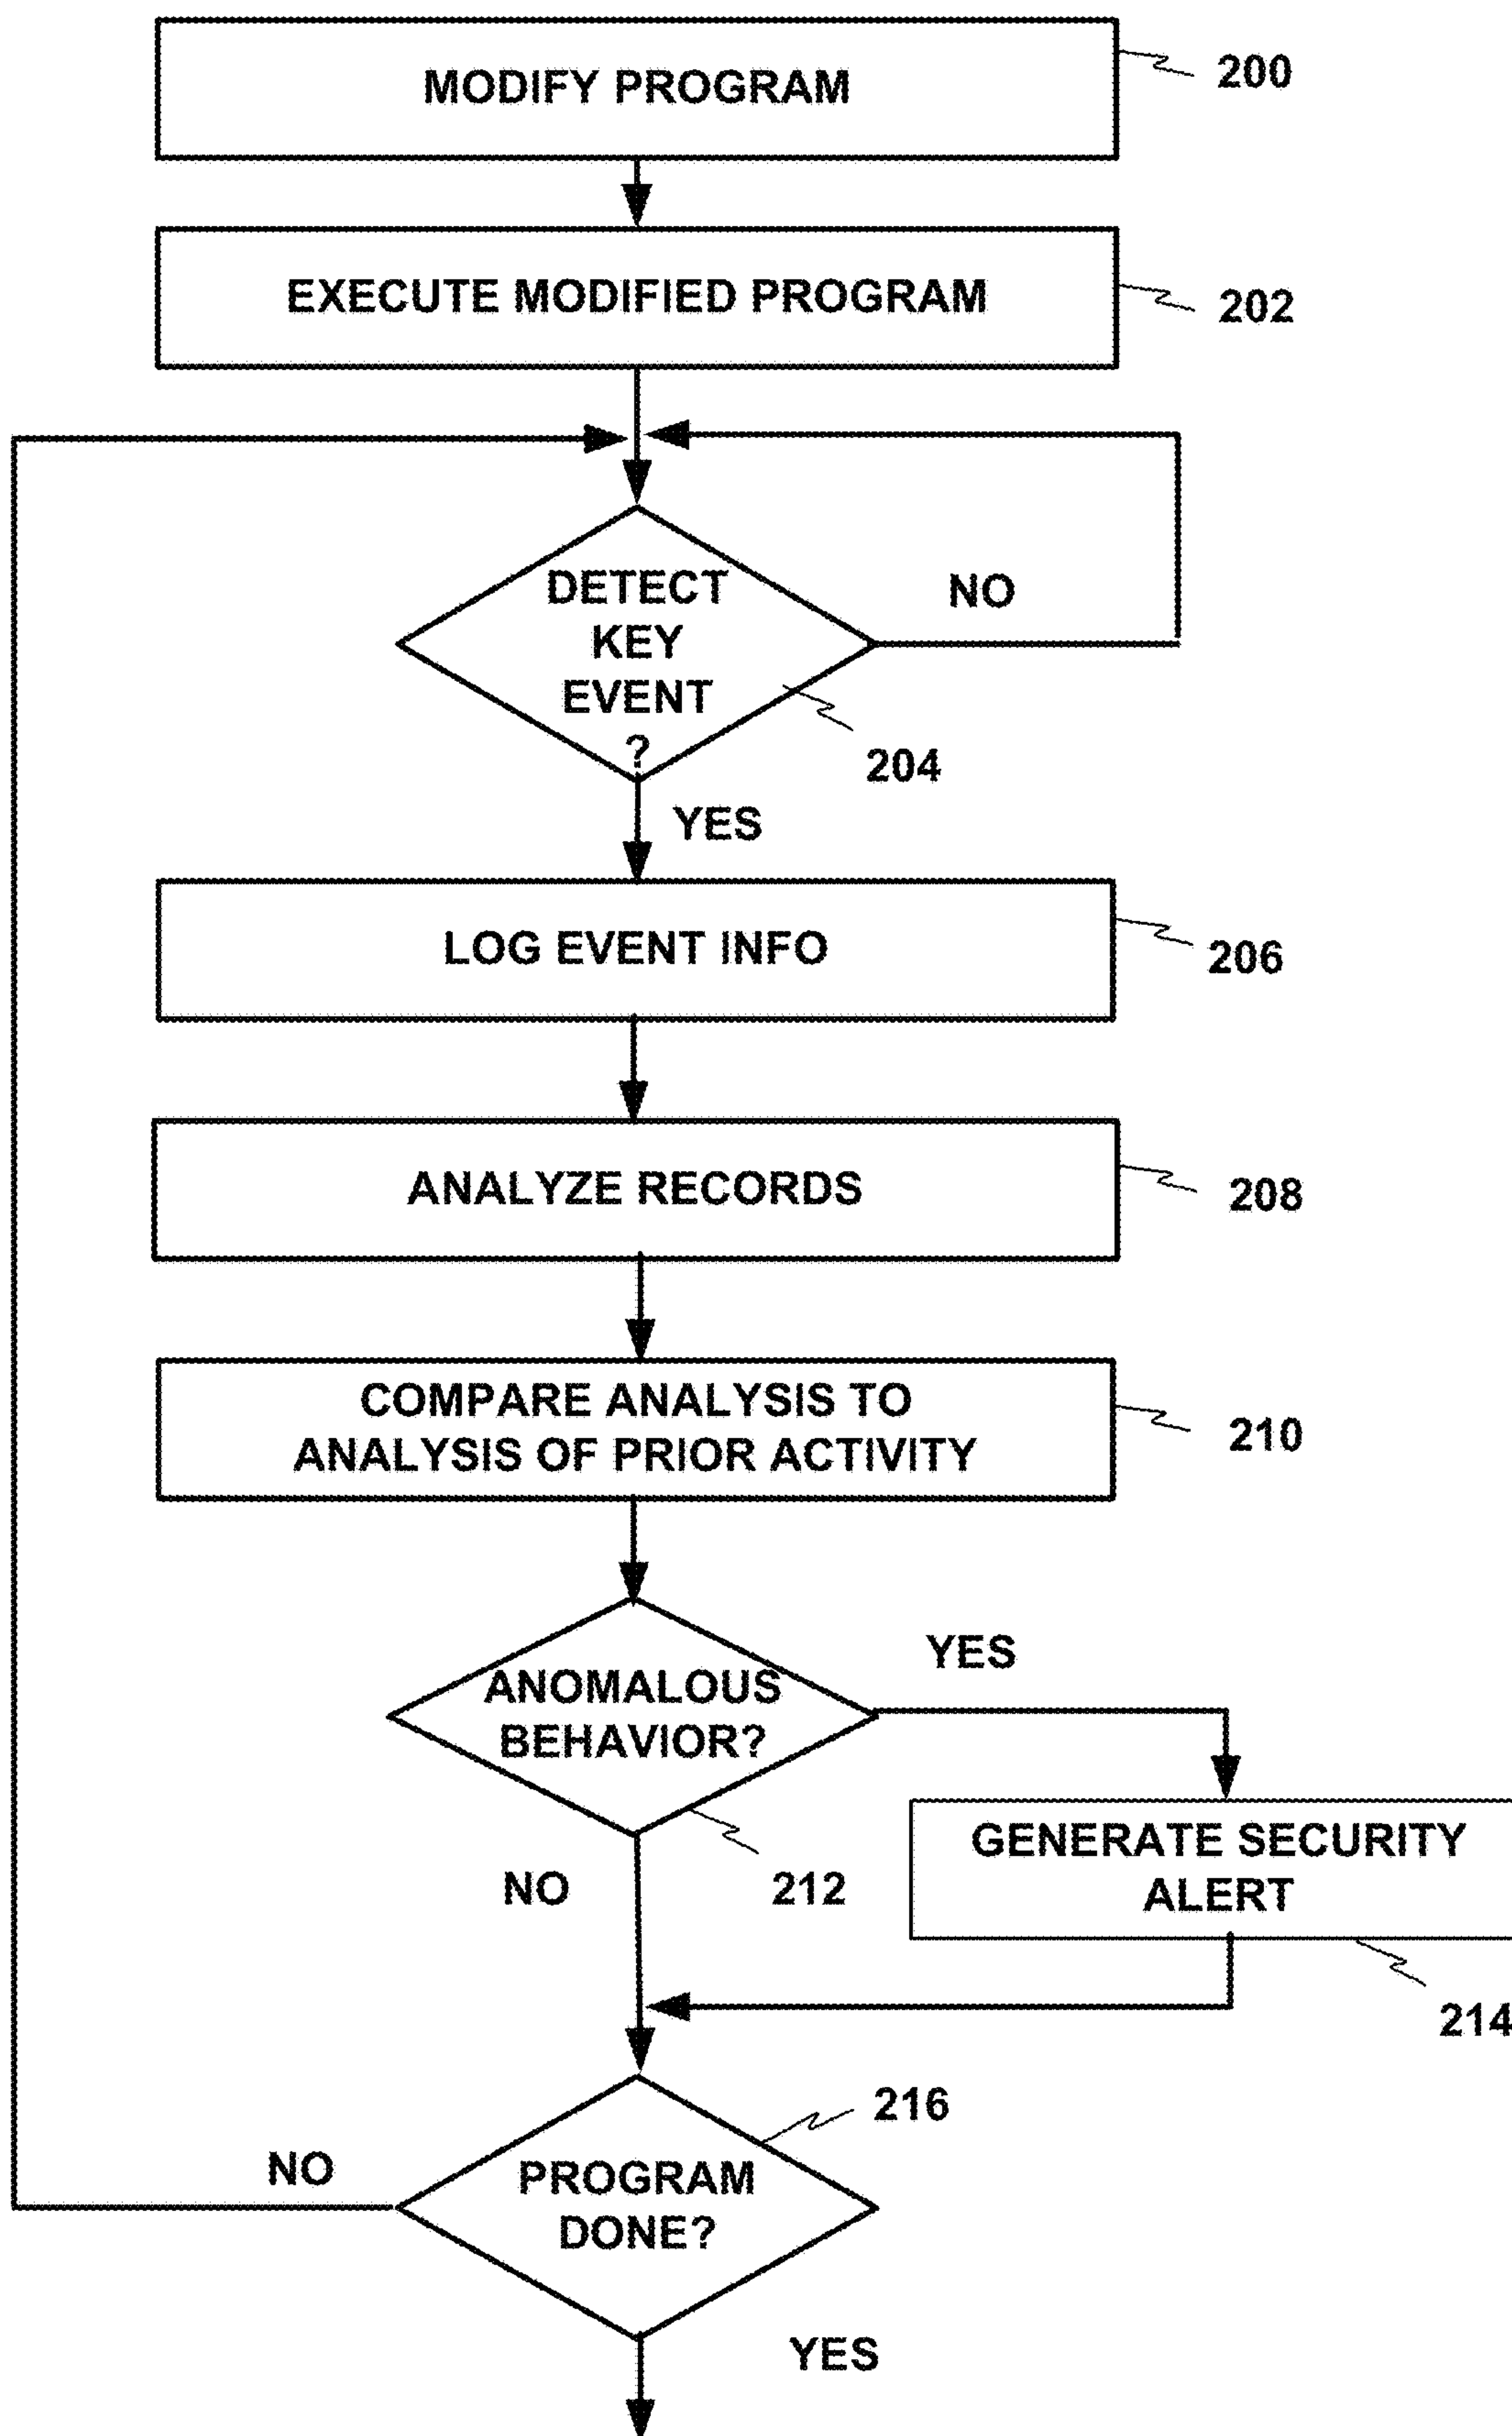 MODIFY PROGRAM
200
EXECUTE MODIFIED PROGRAM
202
DETECT
KEY
EVENT
?
NO
204
YES
LOG EVENT INFO
206
ANALYZE RECORDS
208
COMPARE ANALYSIS TO
ANALYSIS OF PRIOR ACTIVITY
210
ANOMALOUS
BEHAVIOR?
YES
212
NO
GENERATE SECURITY
ALERT
214
216
PROGRAM
DONE?
NO
YES